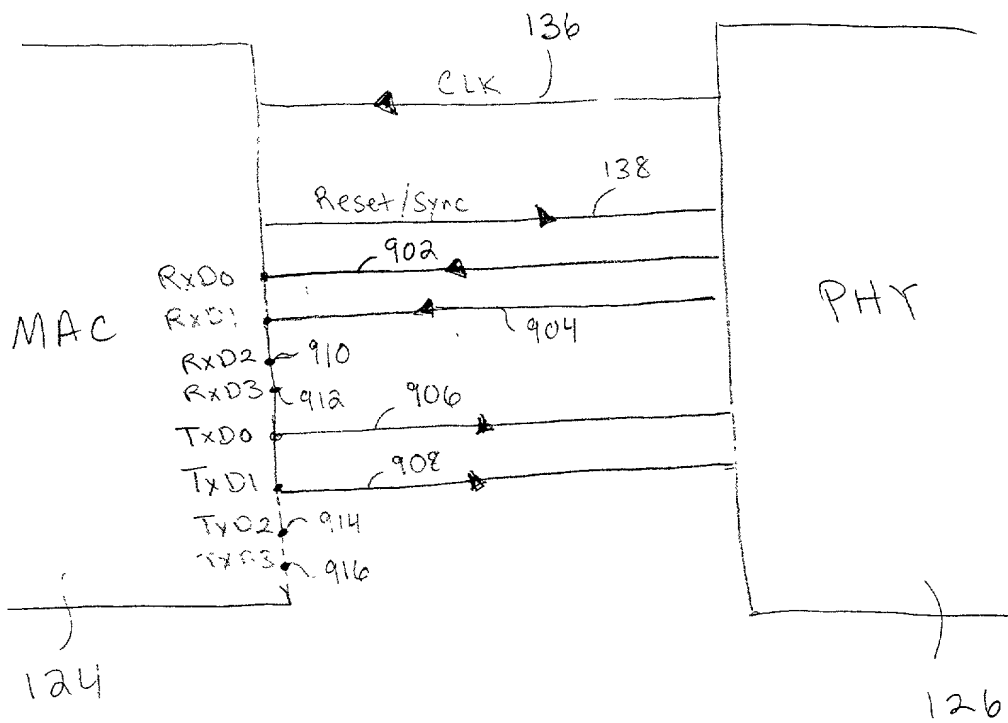 136
CLK
138
Reset/Sync
902
RxD0
PHY
RxD1
904
MAC
RxD2 910
RxD3 912
906
TxD0
908
TxD1
TxD2 914
TxD3 916
124
126